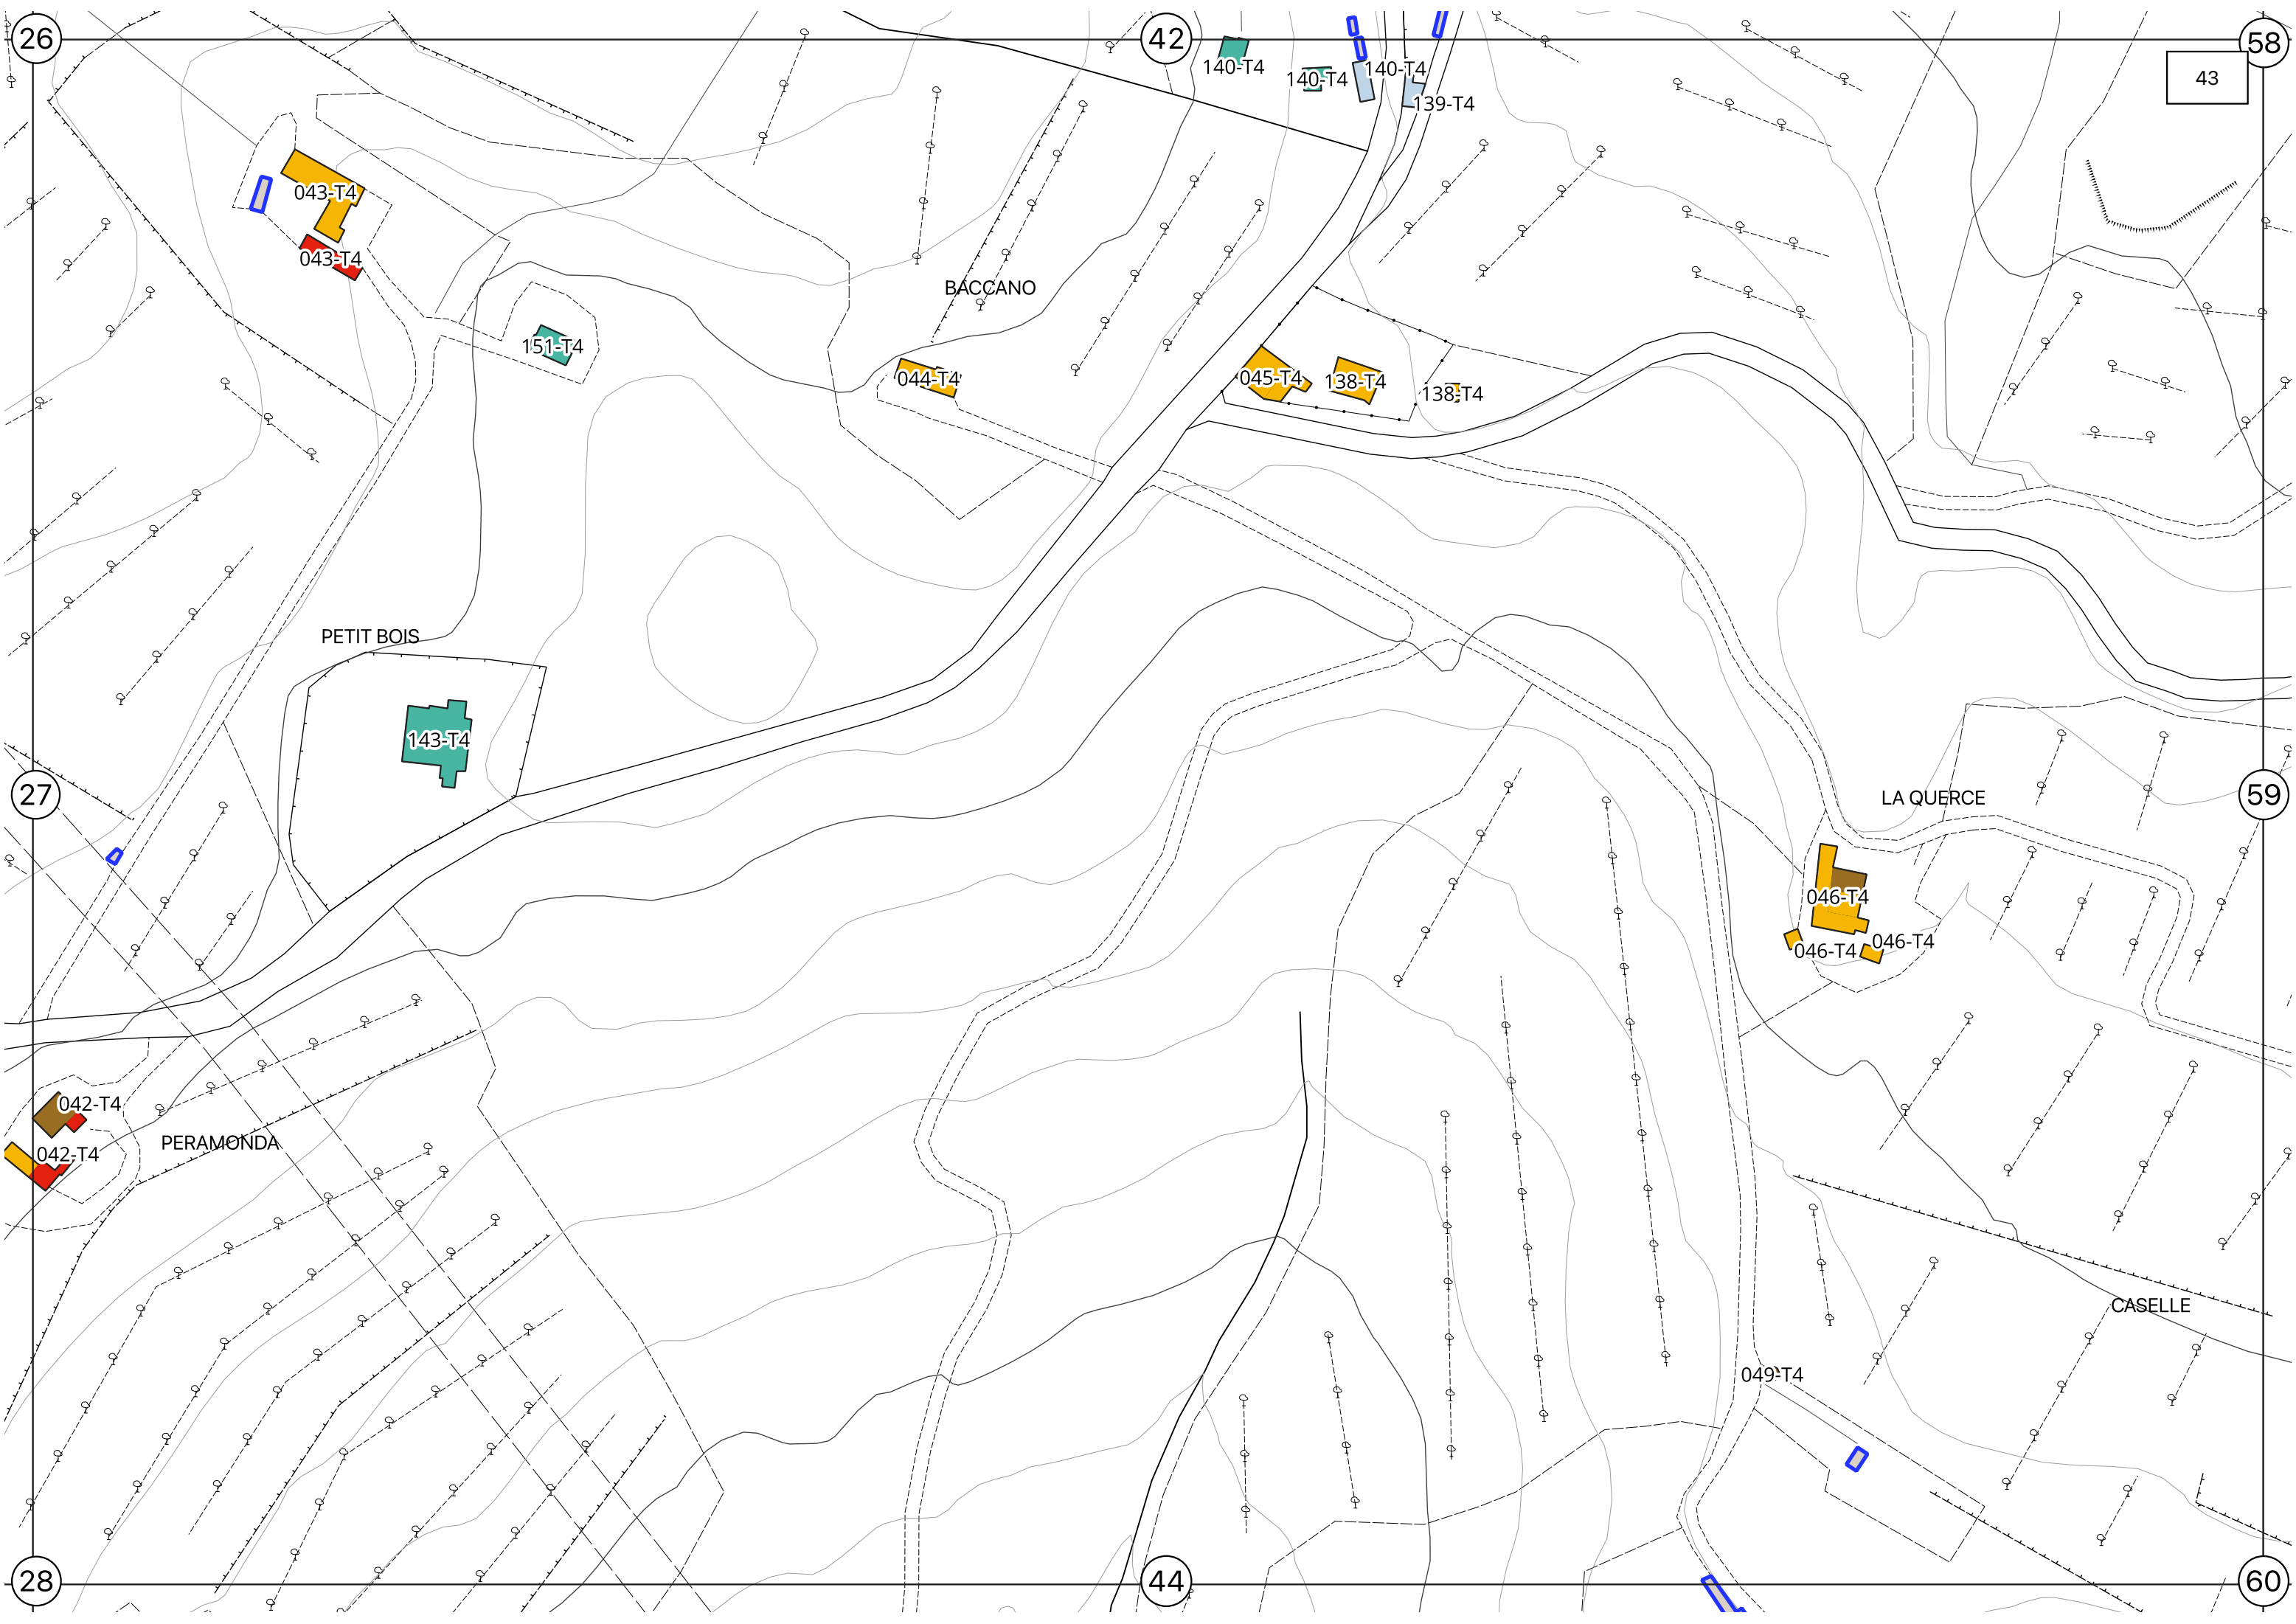 26
42
58
43
140-T4
140-T4
140-T4
139-T4
043-T4
043-T4
BACCANO
151-T4
044-T4
045-T4
138-T4
138-T4
PETIT BOIS
143-T4
27
LA QUERCE
59
046-T4
046-T4
046-T4
042-T4
PERAMONDA
042-T4
CASELLE
049-T4
28
44
60